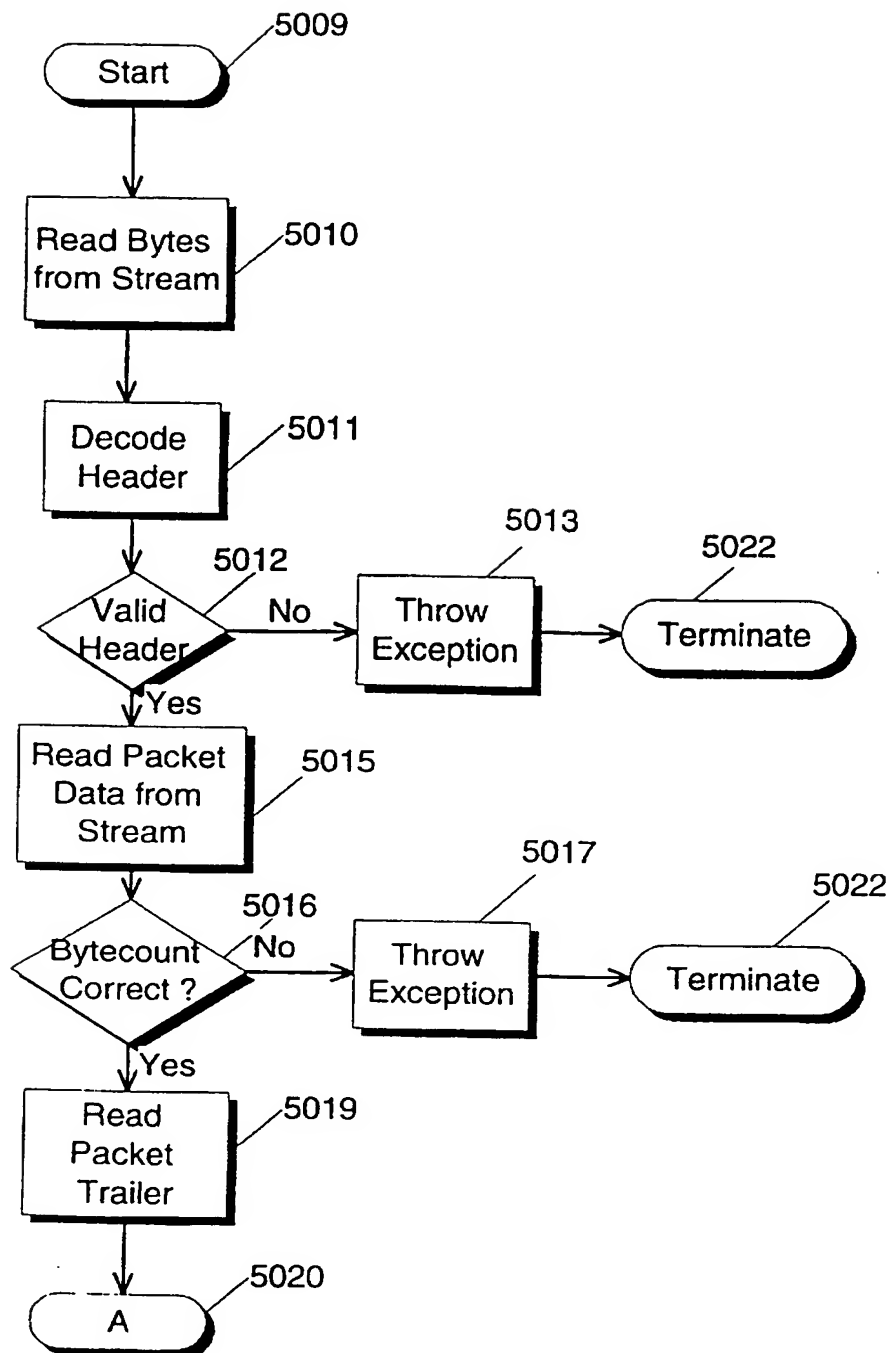 5009
Start
5010
Read Bytes
from Stream
5011
Decode
Header
5012
Valid
Header
No
5013
Throw
Exception
5022
Terminate
Yes
Read Packet
Data from
Stream
5015
5016
Bytecount
Correct ?
No
5017
Throw
Exception
5022
Terminate
Yes
Read
Packet
Trailer
5019
A
5020